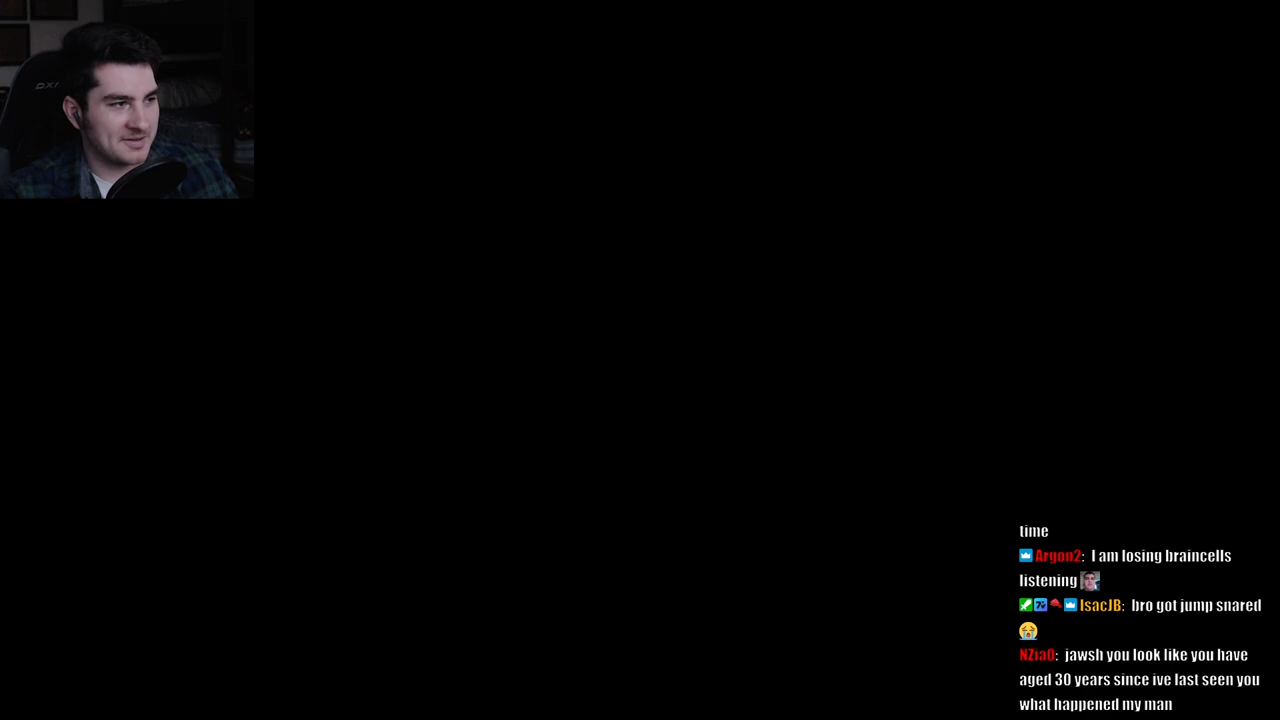 DX
time
Argon2: I am losing braincells
listening
IsacJB: bro got jump snared
NZia0: jawsh you look like you have
aged 30 years since ive last seen you
what happened my man